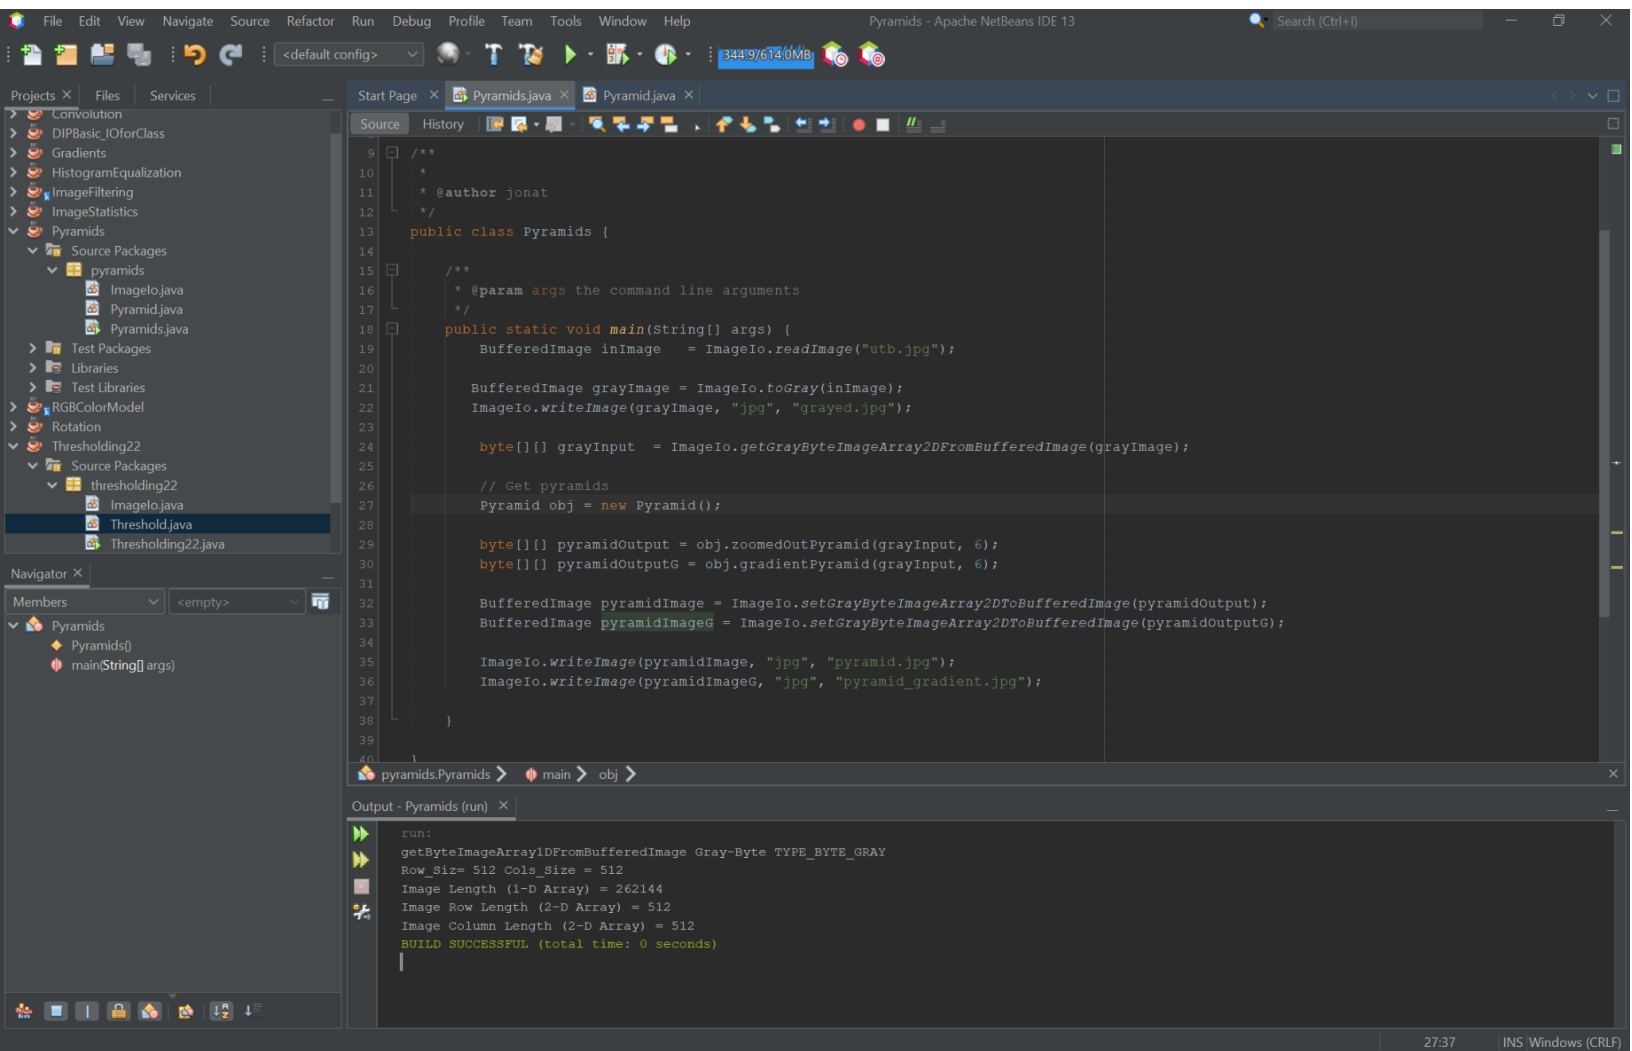 File Edit View Navigate Source Refactor Run Debug Profile Team Tools Window Help
Pyramids - Apache NetBeans IDE 13
Search (Ctrl+I)
<default config>
344.9/614.0MB
Projects
Files
Services
Convolution
DIPBasic_IOforClass
Gradients
HistogramEqualization
ImageFiltering
ImageStatistics
Pyramids
Source Packages
pyramids
ImageIo.java
Pyramid.java
Pyramids.java
Test Packages
Libraries
Test Libraries
RGBColorModel
Rotation
Thresholding22
Source Packages
thresholding22
ImageIo.java
Threshold.java
Thresholding22.java
Navigator
Members
<empty>
Pyramids
Pyramids()
main(String[] args)
Start Page
Pyramids.java
Pyramid.java
Source
History
9 /**
10 *
11 * @author jonat
12 */
13 public class Pyramids {
14
15 /**
16 * @param args the command line arguments
17 */
18 public static void main(String[] args) {
19 BufferedImage inImage = ImageIo.readImage("utb.jpg");
20
21 BufferedImage grayImage = ImageIo.toGray(inImage);
22 ImageIo.writeImage(grayImage, "jpg", "grayed.jpg");
23
24 byte[][] grayInput = ImageIo.getGrayByteImageArray2DFromBufferedImage(grayImage);
25
26 // Get pyramids
27 Pyramid obj = new Pyramid();
28
29 byte[][] pyramidOutput = obj.zoomedOutPyramid(grayInput, 6);
30 byte[][] pyramidOutputG = obj.gradientPyramid(grayInput, 6);
31
32 BufferedImage pyramidImage = ImageIo.setGrayByteImageArray2DToBufferedImage(pyramidOutput);
33 BufferedImage pyramidImageG = ImageIo.setGrayByteImageArray2DToBufferedImage(pyramidOutputG);
34
35 ImageIo.writeImage(pyramidImage, "jpg", "pyramid.jpg");
36 ImageIo.writeImage(pyramidImageG, "jpg", "pyramid_gradient.jpg");
37
38 }
39
40 }
pyramids.Pyramids
main
obj
Output - Pyramids (run)
run:
getByteImageArray1DFromBufferedImage Gray-Byte TYPE_BYTE_GRAY
Row_Siz= 512 Cols_Size = 512
Image Length (1-D Array) = 262144
Image Row Length (2-D Array) = 512
Image Column Length (2-D Array) = 512
BUILD SUCCESSFUL (total time: 0 seconds)
27:37
INS
Windows (CRLF)